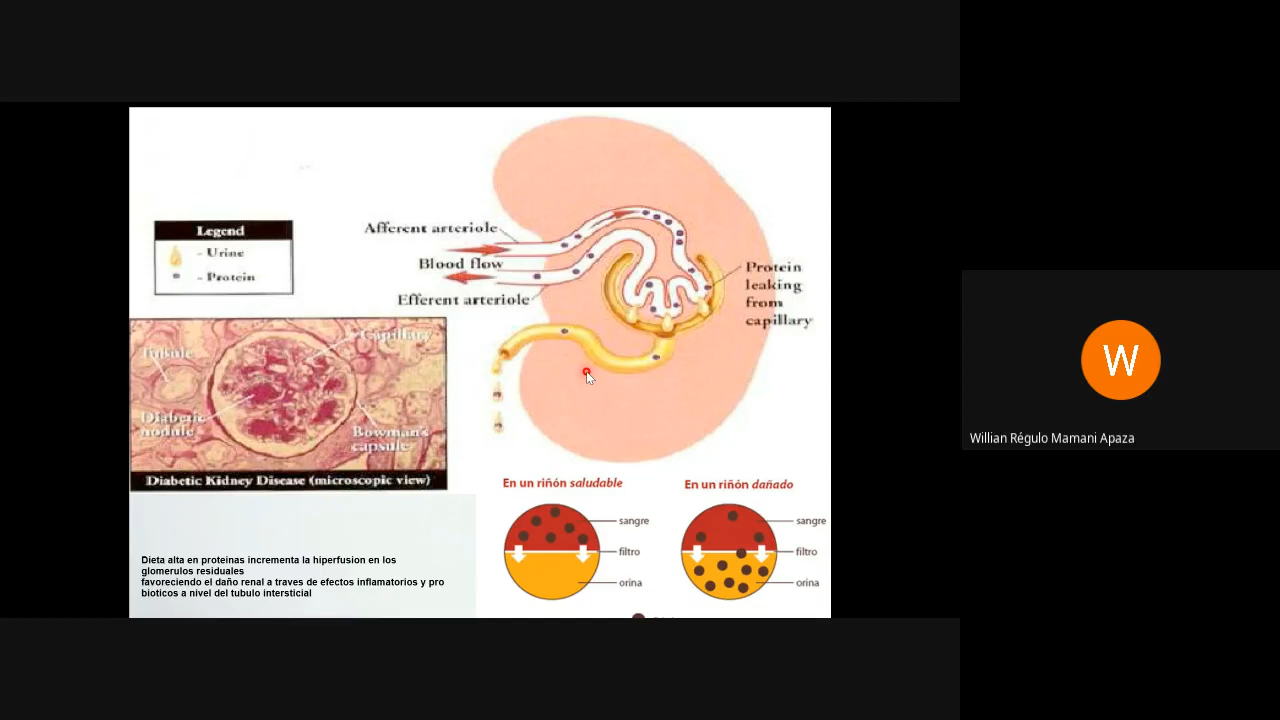 Legend
- Urine
- Protein
Afferent arteriole
Blood flow
Efferent arteriole
Protein
leaking
from
capillary
Capillary
Tubule
Diabetic
nodule
Bowman's
capsule
Diabetic Kidney Disease (microscopic view)
En un riñón saludable
sangre
filtro
orina
En un riñón dañado
sangre
filtro
orina
Dieta alta en proteinas incrementa la hiperfusion en los
glomerulos residuales
favoreciendo el daño renal a traves de efectos inflamatorios y pro
bioticos a nivel del tubulo intersticial
W
Willian Régulo Mamani Apaza